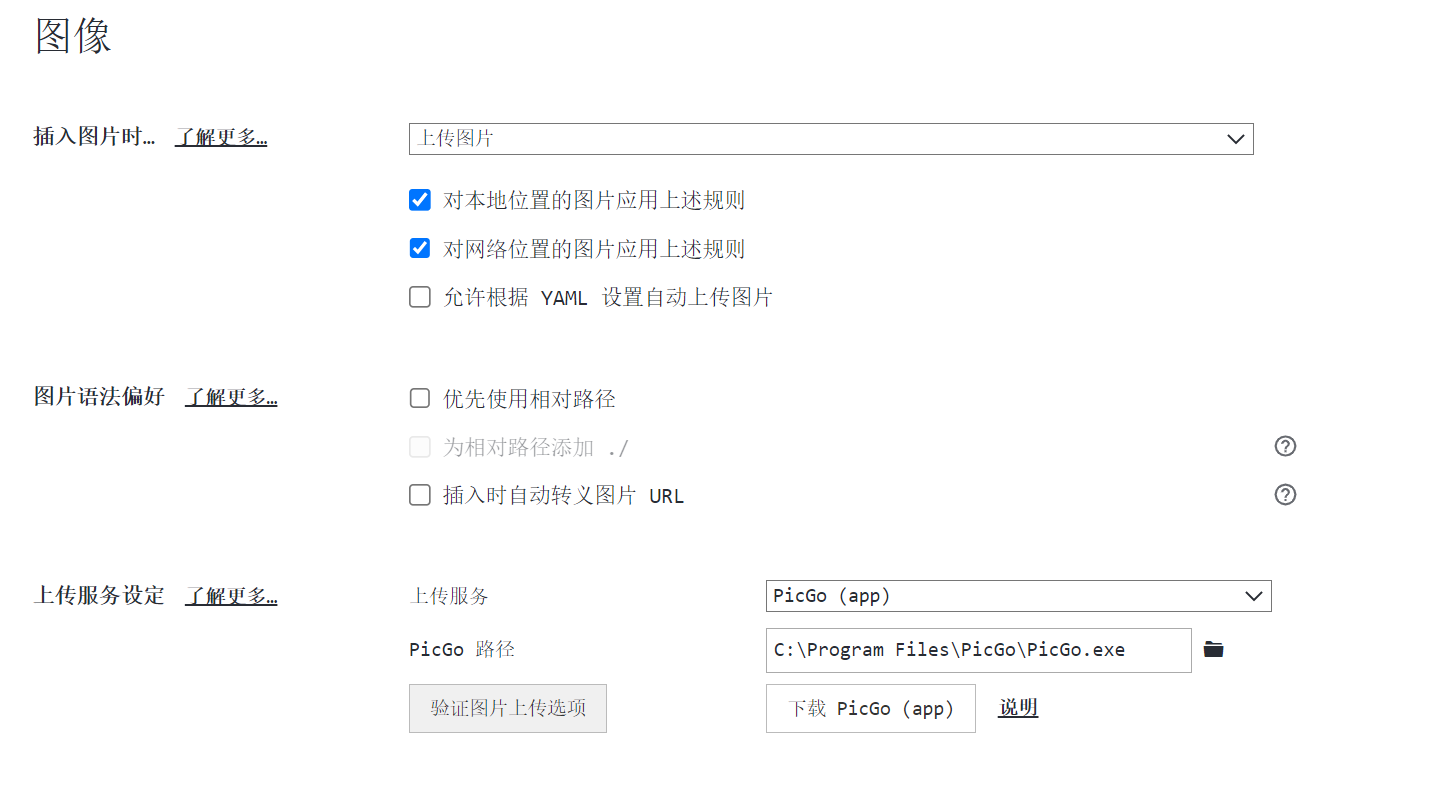 图像
插入图片时… 了解更多… 上传图片
对本地位置的图片应用上述规则
对网络位置的图片应用上述规则
允许根据 YAML 设置自动上传图片
图片语法偏好 了解更多… 优先使用相对路径
为相对路径添加 ./
插入时自动转义图片 URL
上传服务设定 了解更多… 上传服务 PicGo (app)
PicGo 路径 C:\Program Files\PicGo\PicGo.exe
验证图片上传选项 下载 PicGo (app) 说明